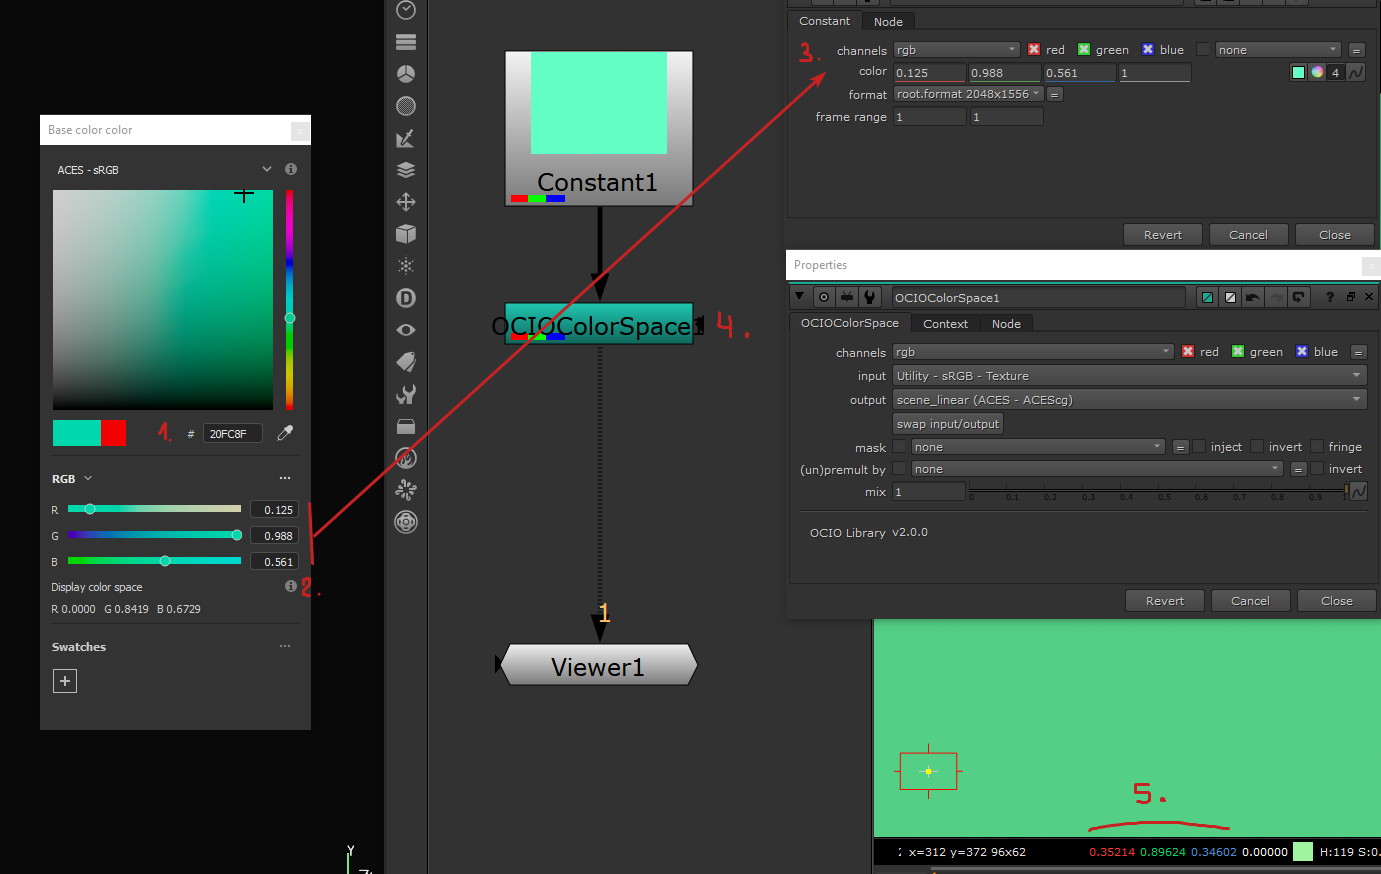 Base color color
ACES - sRGB
1. # 20FC8F
RGB
R 0.125
G 0.988
B 0.561
2.
Display color space
R 0.0000 G 0.8419 B 0.6729
Swatches
+
Y
D
Constant1
OCIOColorSpace1
4.
1
Viewer1
Constant Node
3.
channels rgb red green blue none =
color 0.125 0.988 0.561 1 4
format root.format 2048x1556 =
frame range 1 1
Revert Cancel Close
Properties
OCIOColorSpace1 ?
OCIOColorSpace Context Node
channels rgb red green blue =
input Utility - sRGB - Texture
output scene_linear (ACES - ACEScg)
swap input/output
mask none = inject invert fringe
(un)premult by none = invert
mix 1 0 0.1 0.2 0.3 0.4 0.5 0.6 0.7 0.8 0.9
OCIO Library v2.0.0
Revert Cancel Close
5.
x=312 y=372 96x62 0.35214 0.89624 0.34602 0.00000 H:119 S:0.